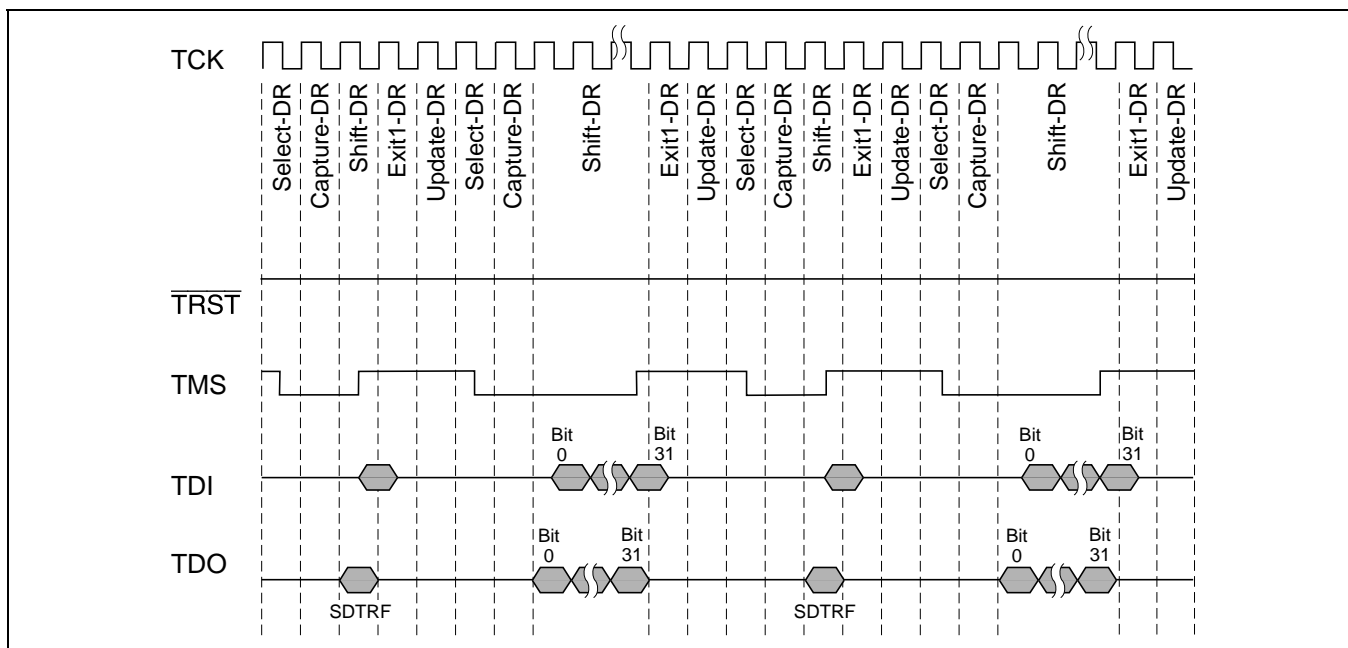 TCK
Select-DR
Capture-DR
Shift-DR
Exit1-DR
Update-DR
Select-DR
Capture-DR
Shift-DR
Exit1-DR
Update-DR
Select-DR
Capture-DR
Shift-DR
Exit1-DR
Update-DR
Select-DR
Capture-DR
Shift-DR
Exit1-DR
Update-DR
TRST
TMS
TDI
Bit
0
Bit
31
Bit
0
Bit
31
TDO
SDTRF
Bit
0
Bit
31
SDTRF
Bit
0
Bit
31